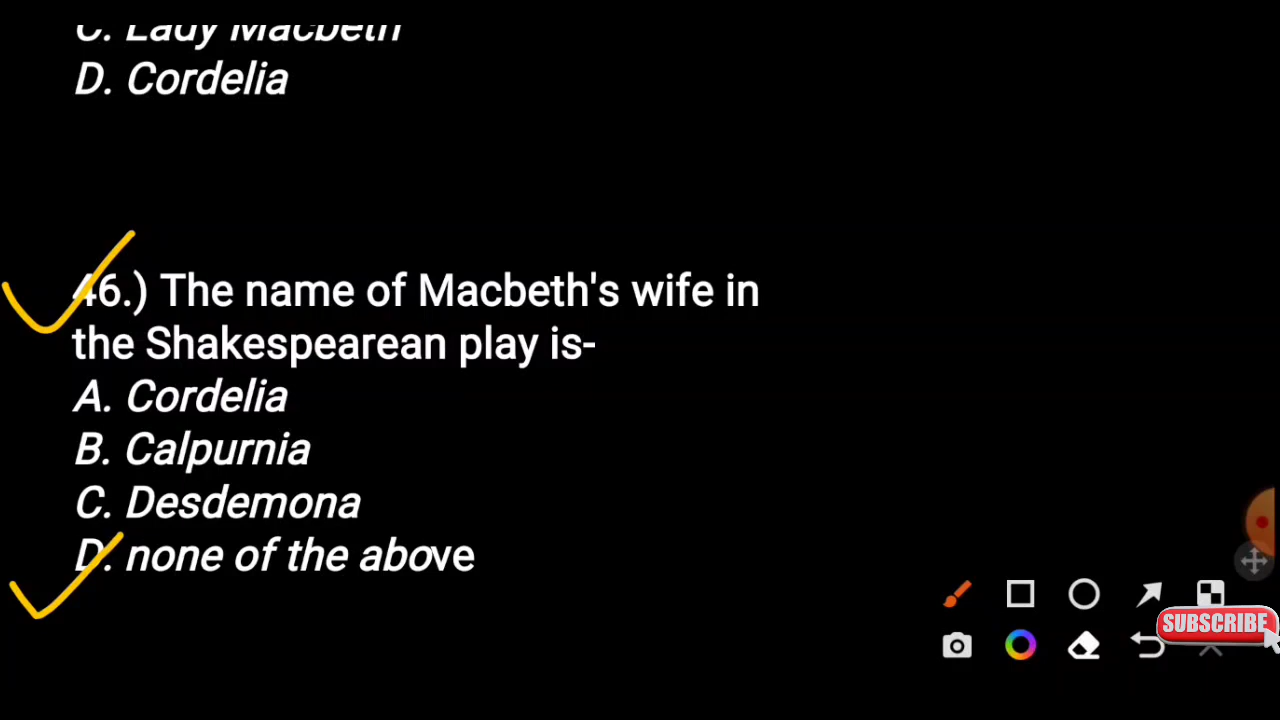 C. Lady Macbeth
D. Cordelia
46.) The name of Macbeth's wife in
the Shakespearean play is-
A. Cordelia
B. Calpurnia
C. Desdemona
D. none of the above
SUBSCRIBE